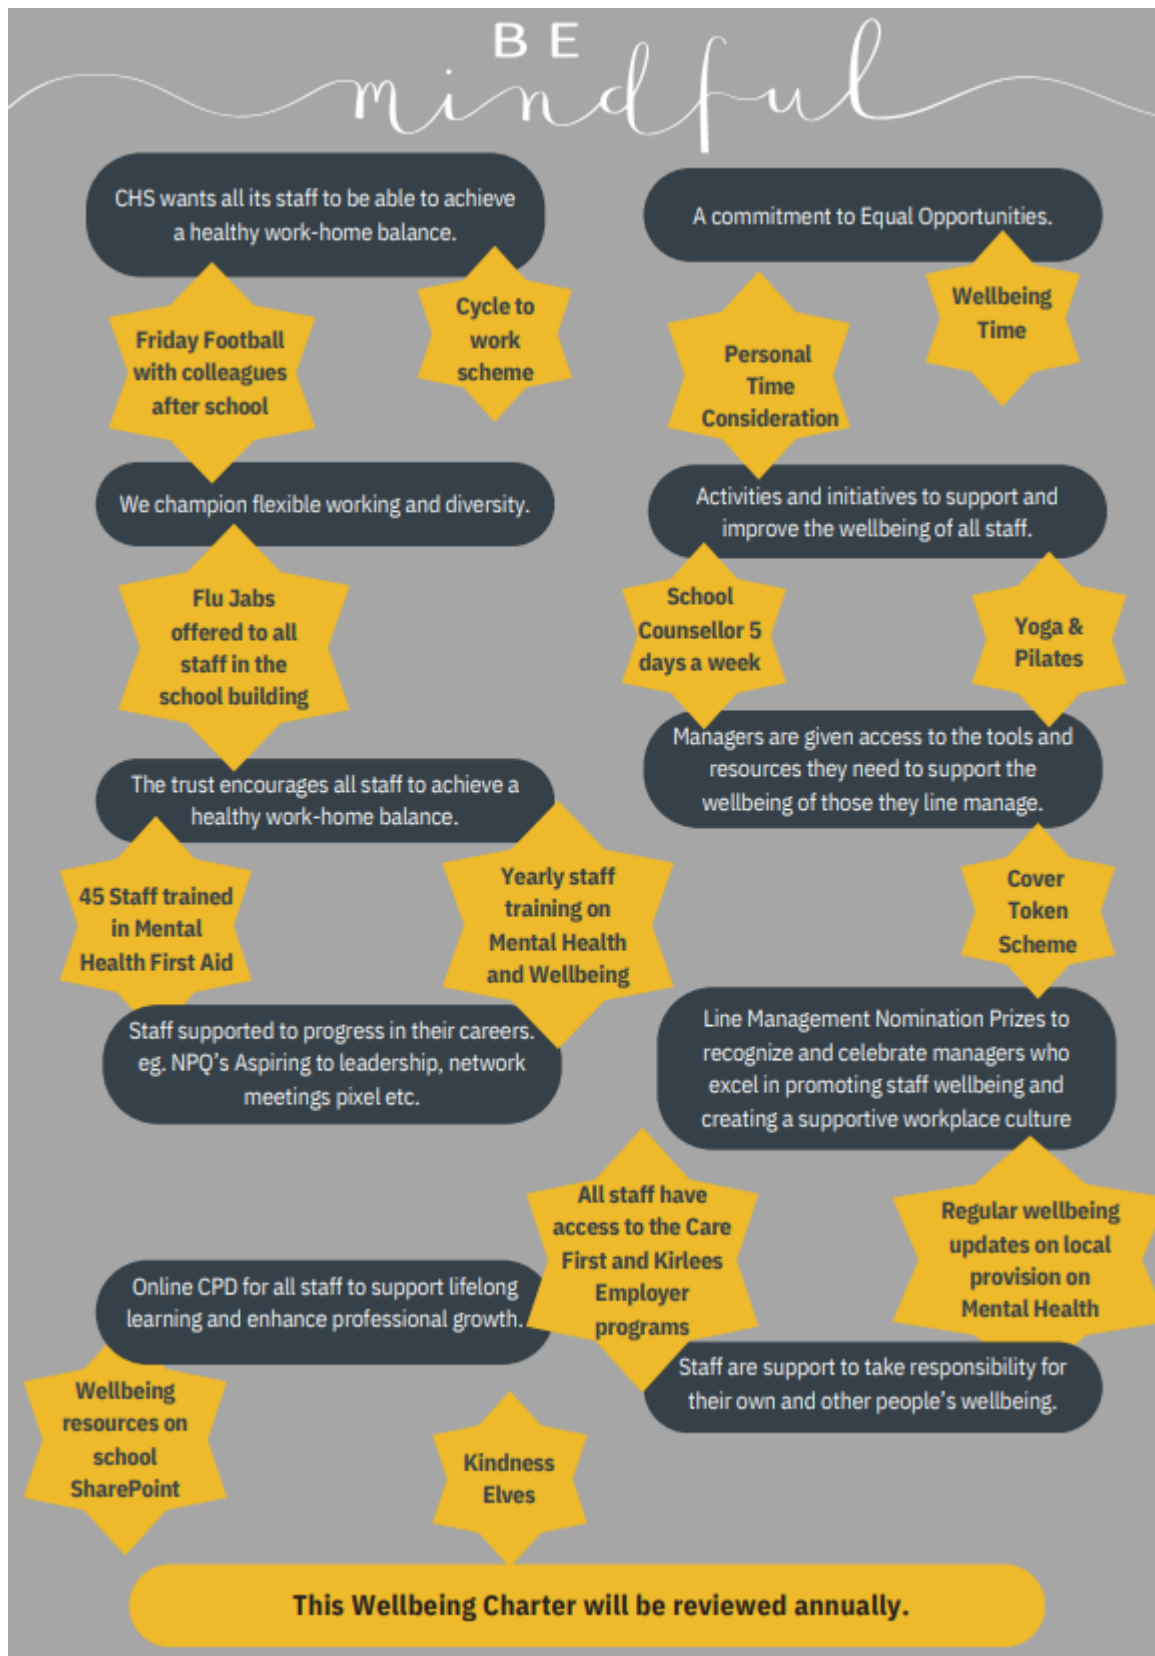 BE
mindful
CHS wants all its staff to be able to achieve
a healthy work-home balance.
A commitment to Equal Opportunities.
Friday Football
with colleagues
after school
Cycle to
work
scheme
Personal
Time
Consideration
Wellbeing
Time
We champion flexible working and diversity.
Activities and initiatives to support and
improve the wellbeing of all staff.
Flu Jabs
offered to all
staff in the
school building
School
Counsellor 5
days a week
Yoga &
Pilates
Managers are given access to the tools and
resources they need to support the
wellbeing of those they line manage.
The trust encourages all staff to achieve a
healthy work-home balance.
45 Staff trained
in Mental
Health First Aid
Yearly staff
training on
Mental Health
and Wellbeing
Cover
Token
Scheme
Staff supported to progress in their careers.
eg. NPQ's Aspiring to leadership, network
meetings pixel etc.
Line Management Nomination Prizes to
recognize and celebrate managers who
excel in promoting staff wellbeing and
creating a supportive workplace culture
All staff have
access to the Care
First and Kirlees
Employer
programs
Regular wellbeing
updates on local
provision on
Mental Health
Online CPD for all staff to support lifelong
learning and enhance professional growth.
Staff are support to take responsibility for
their own and other people's wellbeing.
Wellbeing
resources on
school
SharePoint
Kindness
Elves
This Wellbeing Charter will be reviewed annually.